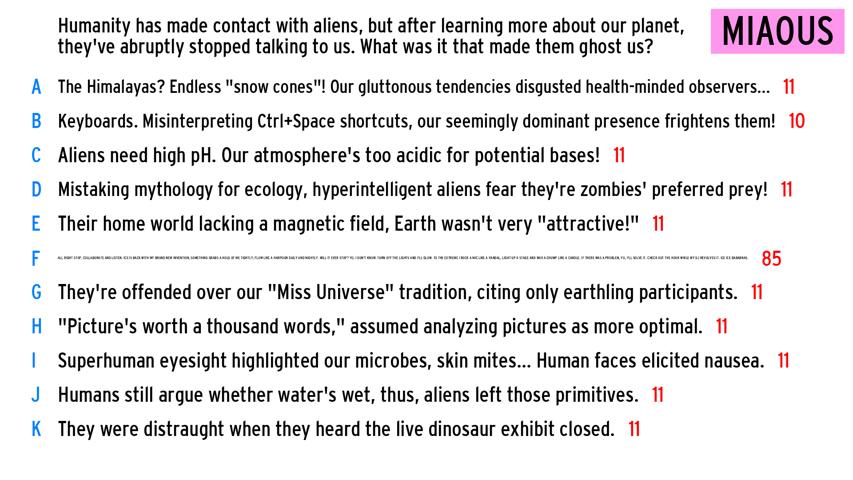 Humanity has made contact with aliens, but after learning more about our planet,
they've abruptly stopped talking to us. What was it that made them ghost us?
MIAOUS
A The Himalayas? Endless "snow cones"! Our gluttonous tendencies disgusted health-minded observers... 11
B Keyboards. Misinterpreting Ctrl+Space shortcuts, our seemingly dominant presence frightens them! 10
C Aliens need high pH. Our atmosphere's too acidic for potential bases! 11
D Mistaking mythology for ecology, hyperintelligent aliens fear they're zombies' preferred prey! 11
E Their home world lacking a magnetic field, Earth wasn't very "attractive!" 11
F 85
G They're offended over our "Miss Universe" tradition, citing only earthling participants. 11
H "Picture's worth a thousand words," assumed analyzing pictures as more optimal. 11
I Superhuman eyesight highlighted our microbes, skin mites... Human faces elicited nausea. 11
J Humans still argue whether water's wet, thus, aliens left those primitives. 11
K They were distraught when they heard the live dinosaur exhibit closed. 11